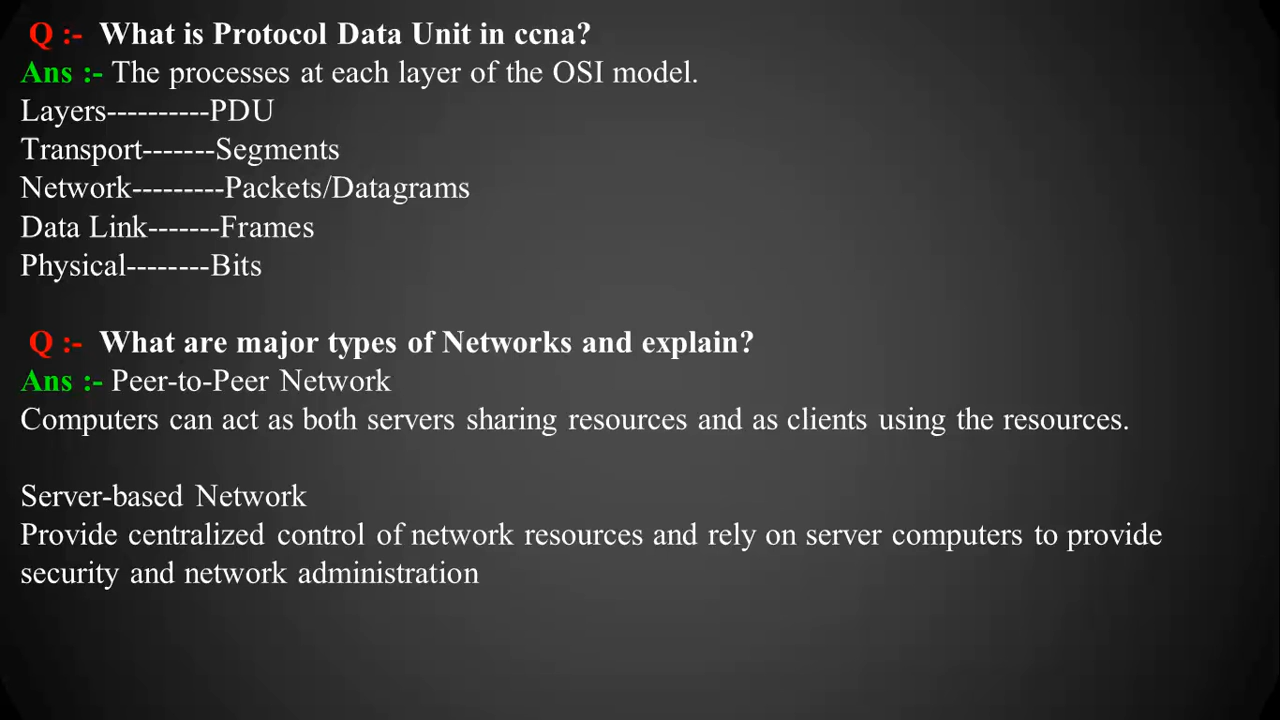 Q :- What is Protocol Data Unit in ccna?
Ans :- The processes at each layer of the OSI model.
Layers----------PDU
Transport-------Segments
Network---------Packets/Datagrams
Data Link-------Frames
Physical--------Bits
Q :- What are major types of Networks and explain?
Ans :- Peer-to-Peer Network
Computers can act as both servers sharing resources and as clients using the resources.
Server-based Network
Provide centralized control of network resources and rely on server computers to provide
security and network administration